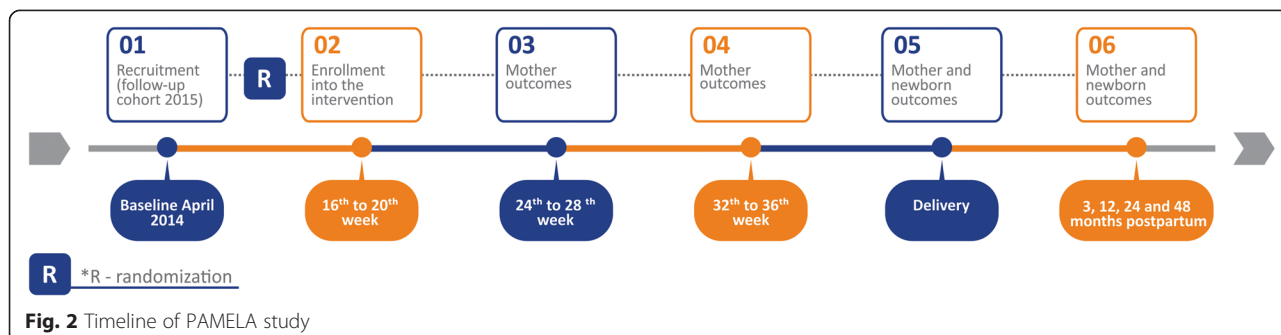 01
Recruitment
(follow-up
cohort 2015)
R
02
Enrollment
into the
intervention
03
Mother
outcomes
04
Mother
outcomes
05
Mother and
newborn
outcomes
06
Mother and
newborn
outcomes
Baseline April
2014
16th to 20th
week
24th to 28 th
week
32th to 36th
week
Delivery
3, 12, 24 and 48
months postpartum
R *R - randomization
Fig. 2 Timeline of PAMELA study